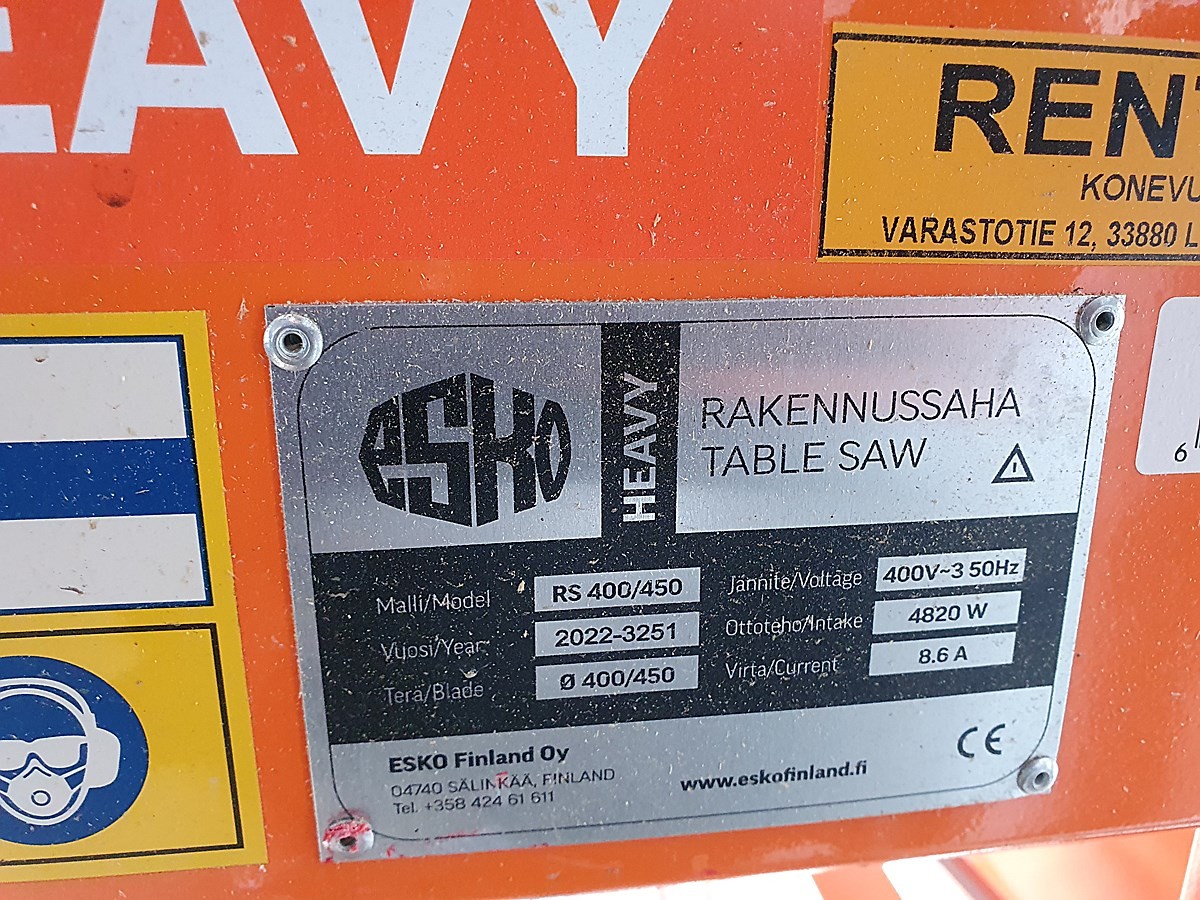 EAVY
RENT
KONEVU
VARASTOTIE 12, 33880 L
esko
HEAVY
RAKENNUSSAHA
TABLE SAW
Malli/Model RS 400/450
Vuosi/Year 2022-3251
Terä/Blade Ø 400/450
Jännite/Voltage 400V~3 50Hz
Ottoteho/Intake 4820 W
Virta/Current 8.6 A
ESKO Finland Oy
04740 SÄLINKÄÄ, FINLAND
Tel. +358 424 61 611
www.eskofinland.fi
CE
6